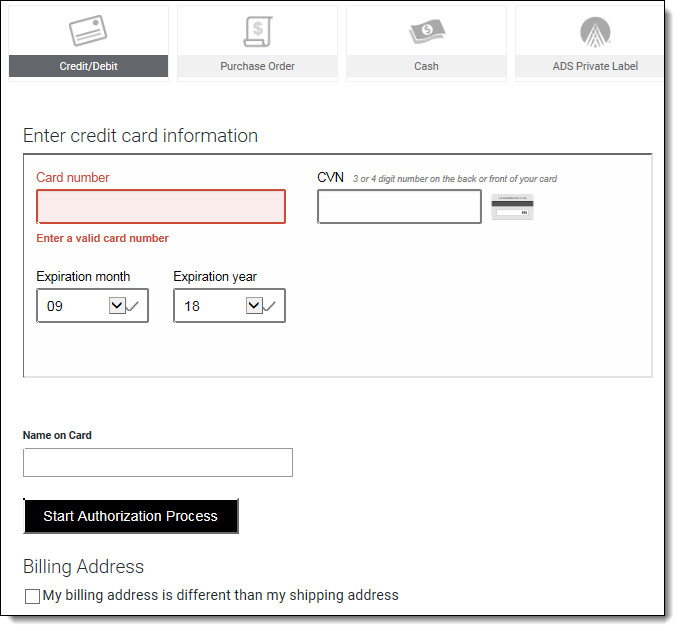 Credit/Debit
Purchase Order
Cash
ADS Private Label
Enter credit card information
Card number
CVN 3 or 4 digit number on the back or front of your card
Enter a valid card number
Expiration month
Expiration year
09
18
Name on Card
Start Authorization Process
Billing Address
My billing address is different than my shipping address